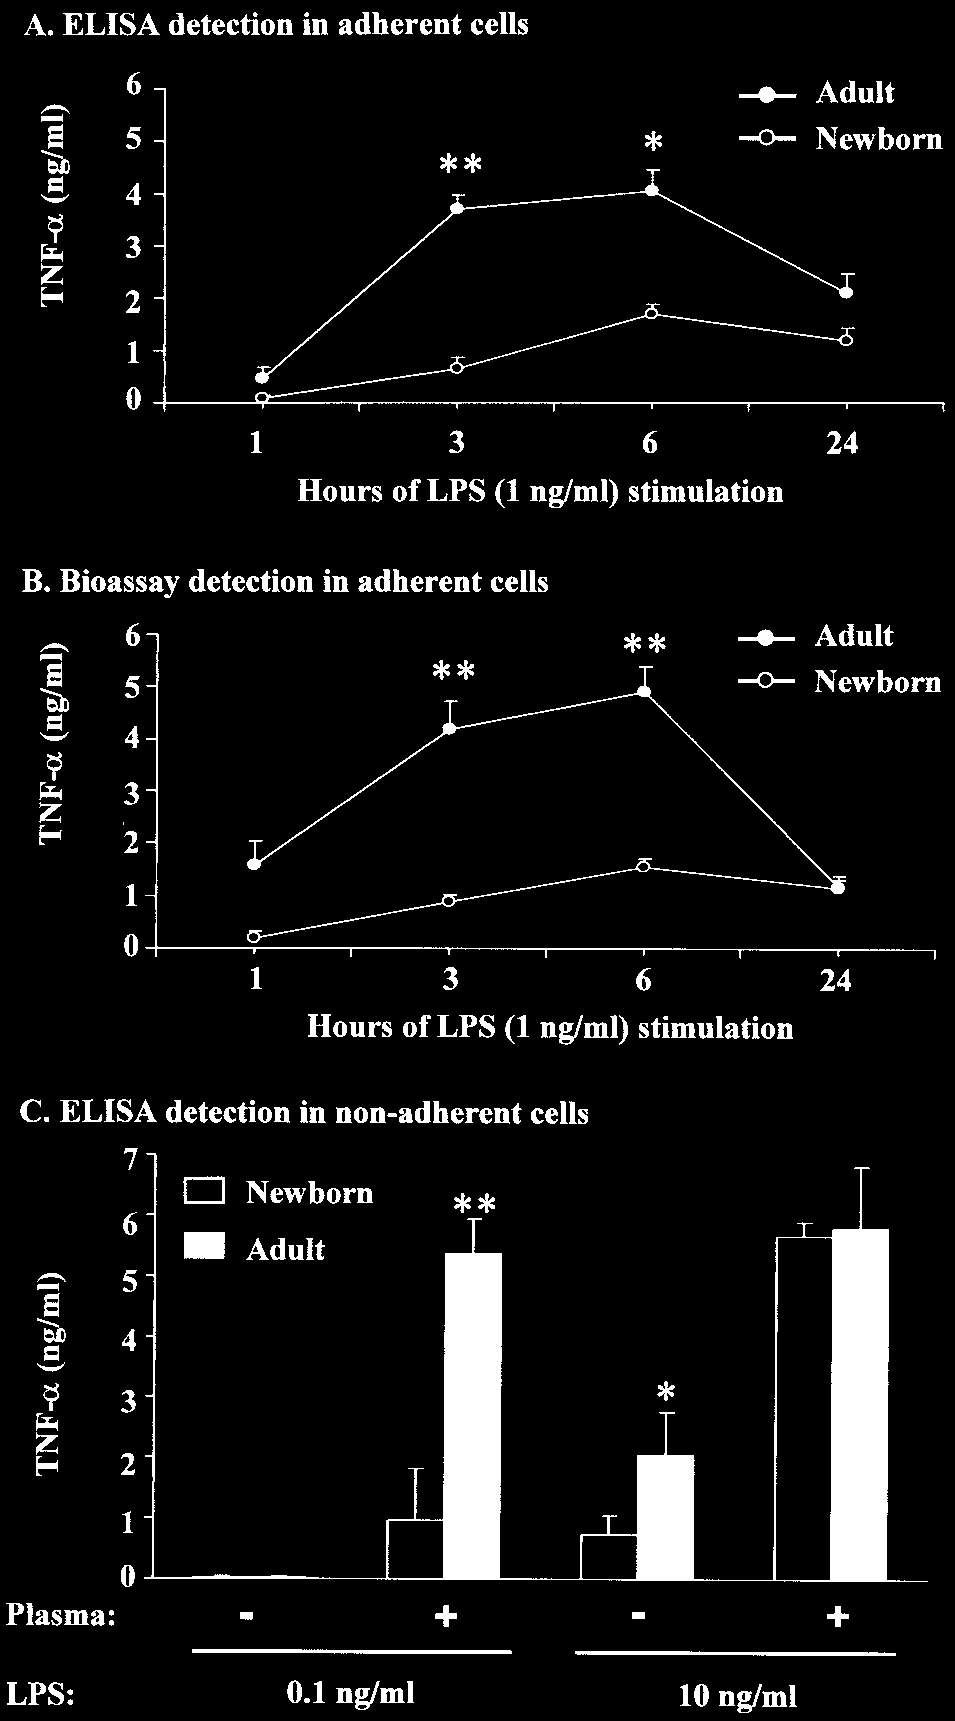 A. ELISA detection in adherent cells
TNF-α (ng/ml)
6
5
4
3
2
1
0
** *
Adult
Newborn
1 3 6 24
Hours of LPS (1 ng/ml) stimulation
B. Bioassay detection in adherent cells
TNF-α (ng/ml)
6
5
4
3
2
1
0
** **
Adult
Newborn
1 3 6 24
Hours of LPS (1 ng/ml) stimulation
C. ELISA detection in non-adherent cells
TNF-α (ng/ml)
7
6
5
4
3
2
1
0
Newborn
Adult
** *
Plasma: - + - +
LPS: 0.1 ng/ml 10 ng/ml